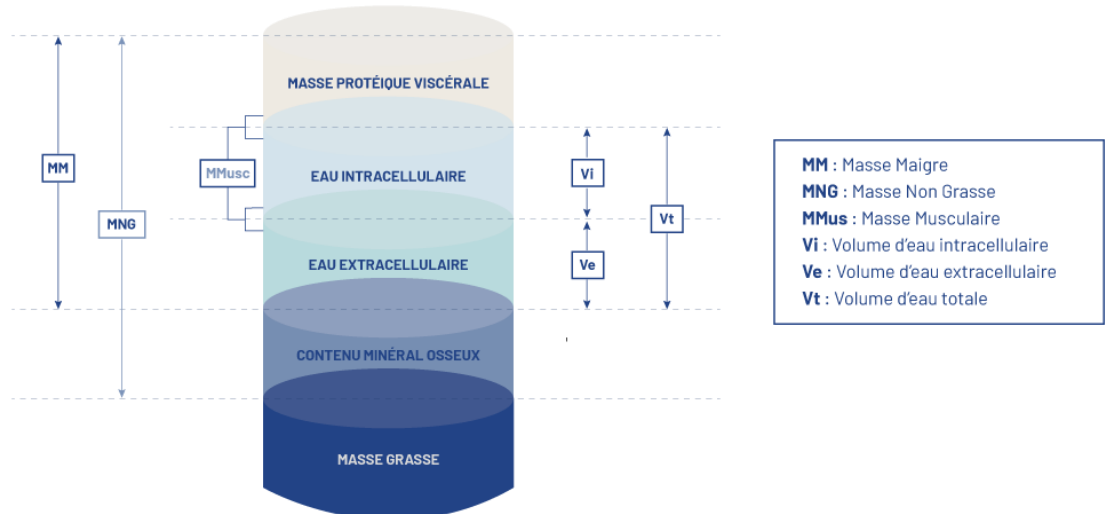 MASSE PROTÉIQUE VISCÉRALE
MM
MMusc
EAU INTRACELLULAIRE
Vi
MNG
Vt
EAU EXTRACELLULAIRE
Ve
CONTENU MINÉRAL OSSEUX
MASSE GRASSE
MM : Masse Maigre
MNG : Masse Non Grasse
MMus : Masse Musculaire
Vi : Volume d'eau intracellulaire
Ve : Volume d'eau extracellulaire
Vt : Volume d'eau totale